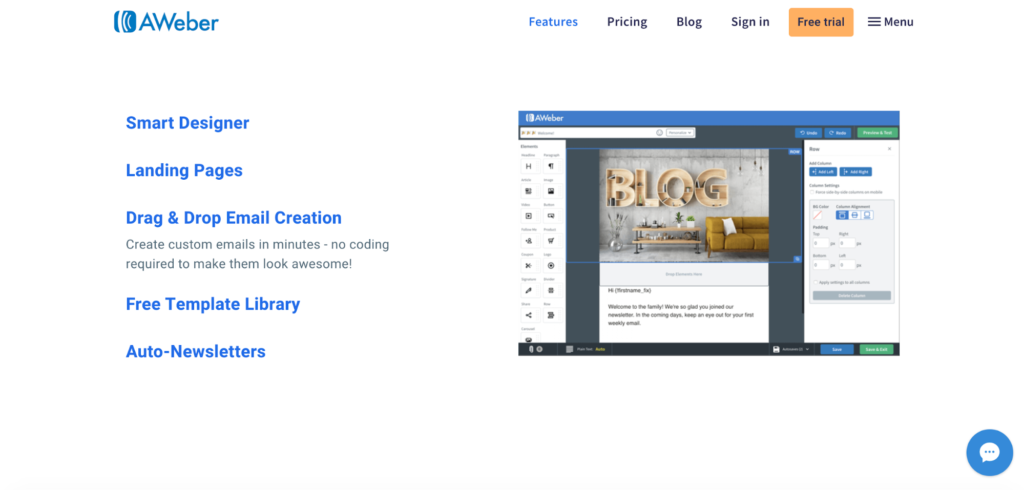 AWeber
Features
Pricing
Blog
Sign in
Free trial
Menu
Smart Designer
Landing Pages
Drag & Drop Email Creation
Create custom emails in minutes - no coding
required to make them look awesome!
Free Template Library
Auto-Newsletters
AWeber
Welcome!
Undo
Redo
Preview & Test
Elements
Headline
Paragraph
Article
Image
Video
Button
Follow Me
Product
Coupon
Logo
Signature
Divider
Share
Row
Carousel
BLOG
Drag Elements Here
Hi {!firstname_fix}
Welcome to the family! We're so glad you joined our
newsletter. In the coming days, keep an eye out for your first
weekly email.
Row
Add Column
Add Left
Add Right
Column Settings
Force side-by-side columns on mobile
BG Color
Column Alignment
Padding
Top
Right
0 px
0 px
Bottom
Left
0 px
0 px
Apply settings to all columns
Delete Column
Plain Text
Auto
Save
Save & Exit